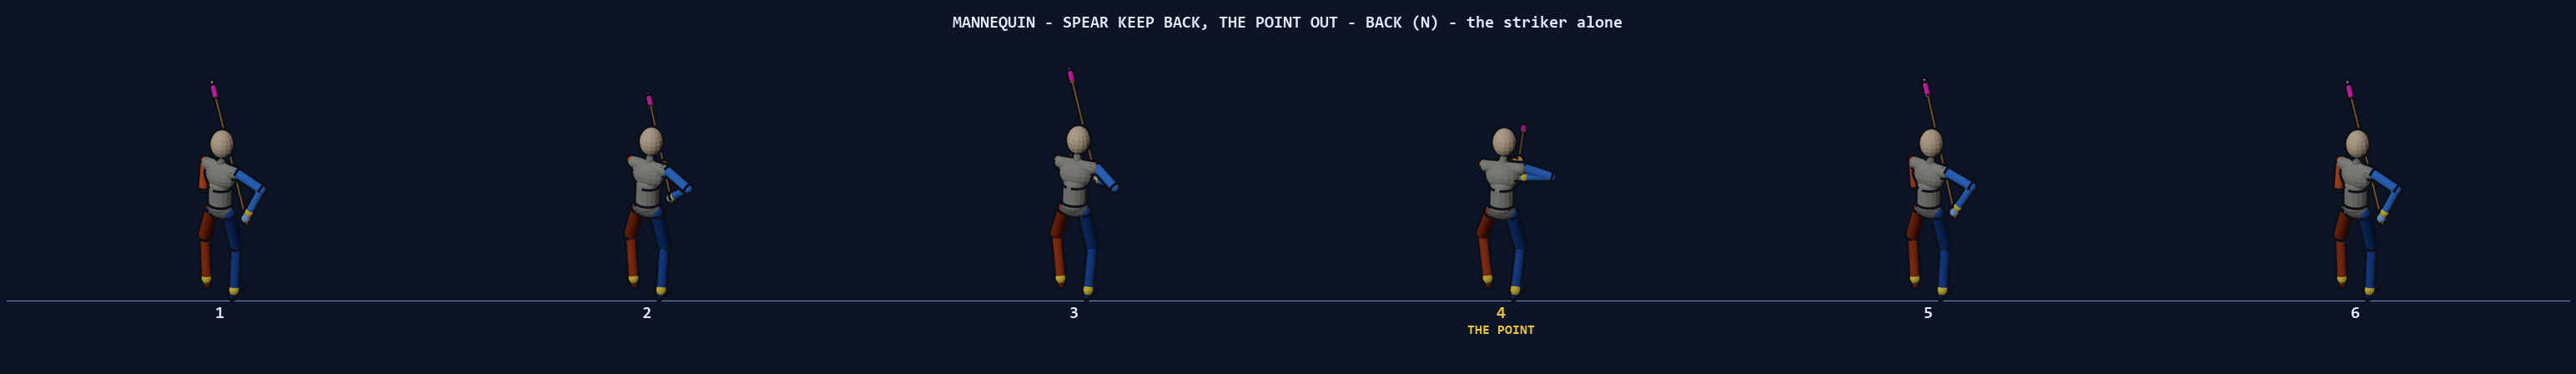 MANNEQUIN - SPEAR KEEP BACK, THE POINT OUT - BACK (N) - the striker alone
1 2 3 4 5 6
THE POINT